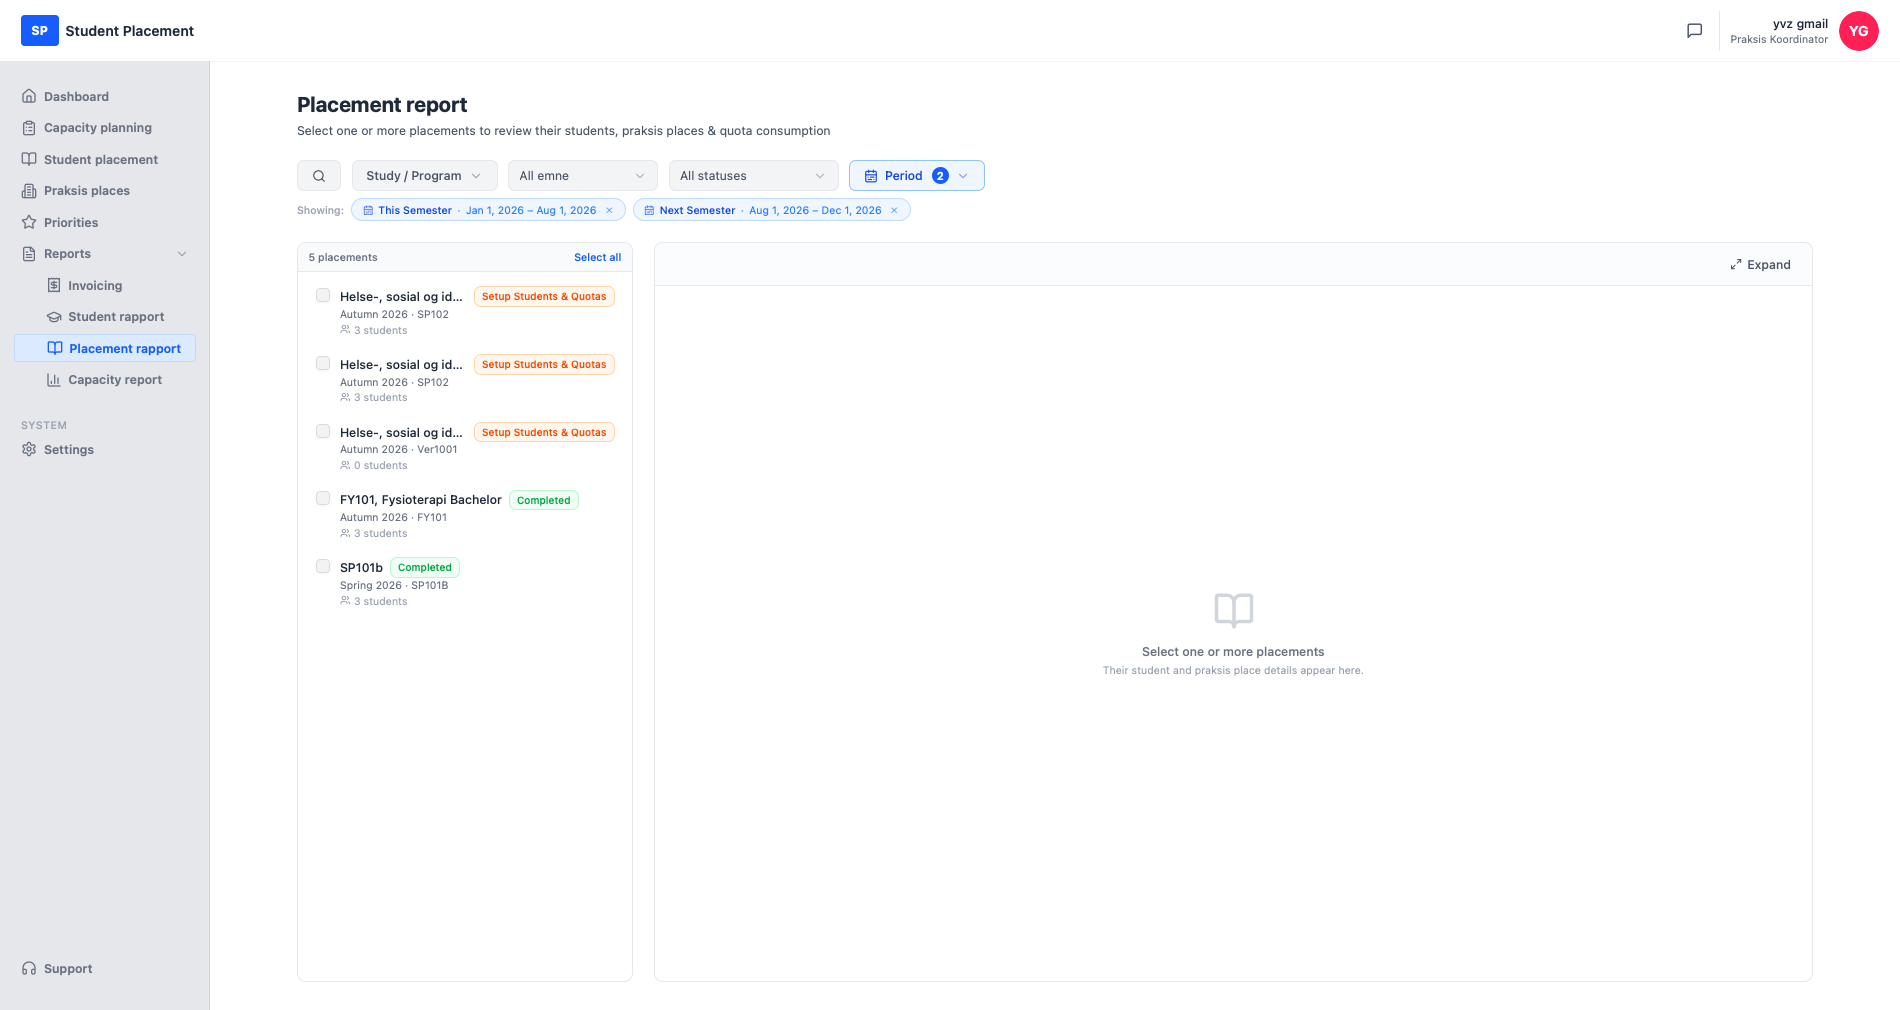 SP Student Placement
yvz gmail
Praksis Koordinator
YG
Dashboard
Capacity planning
Student placement
Praksis places
Priorities
Reports
Invoicing
Student rapport
Placement rapport
Capacity report
SYSTEM
Settings
Support
Placement report
Select one or more placements to review their students, praksis places & quota consumption
Study / Program
All emne
All statuses
Period 2
Showing:
This Semester · Jan 1, 2026 – Aug 1, 2026 ×
Next Semester · Aug 1, 2026 – Dec 1, 2026 ×
5 placements
Select all
Helse-, sosial og id... Setup Students & Quotas
Autumn 2026 · SP102
3 students
Helse-, sosial og id... Setup Students & Quotas
Autumn 2026 · SP102
3 students
Helse-, sosial og id... Setup Students & Quotas
Autumn 2026 · Ver1001
0 students
FY101, Fysioterapi Bachelor Completed
Autumn 2026 · FY101
3 students
SP101b Completed
Spring 2026 · SP101B
3 students
Expand
Select one or more placements
Their student and praksis place details appear here.